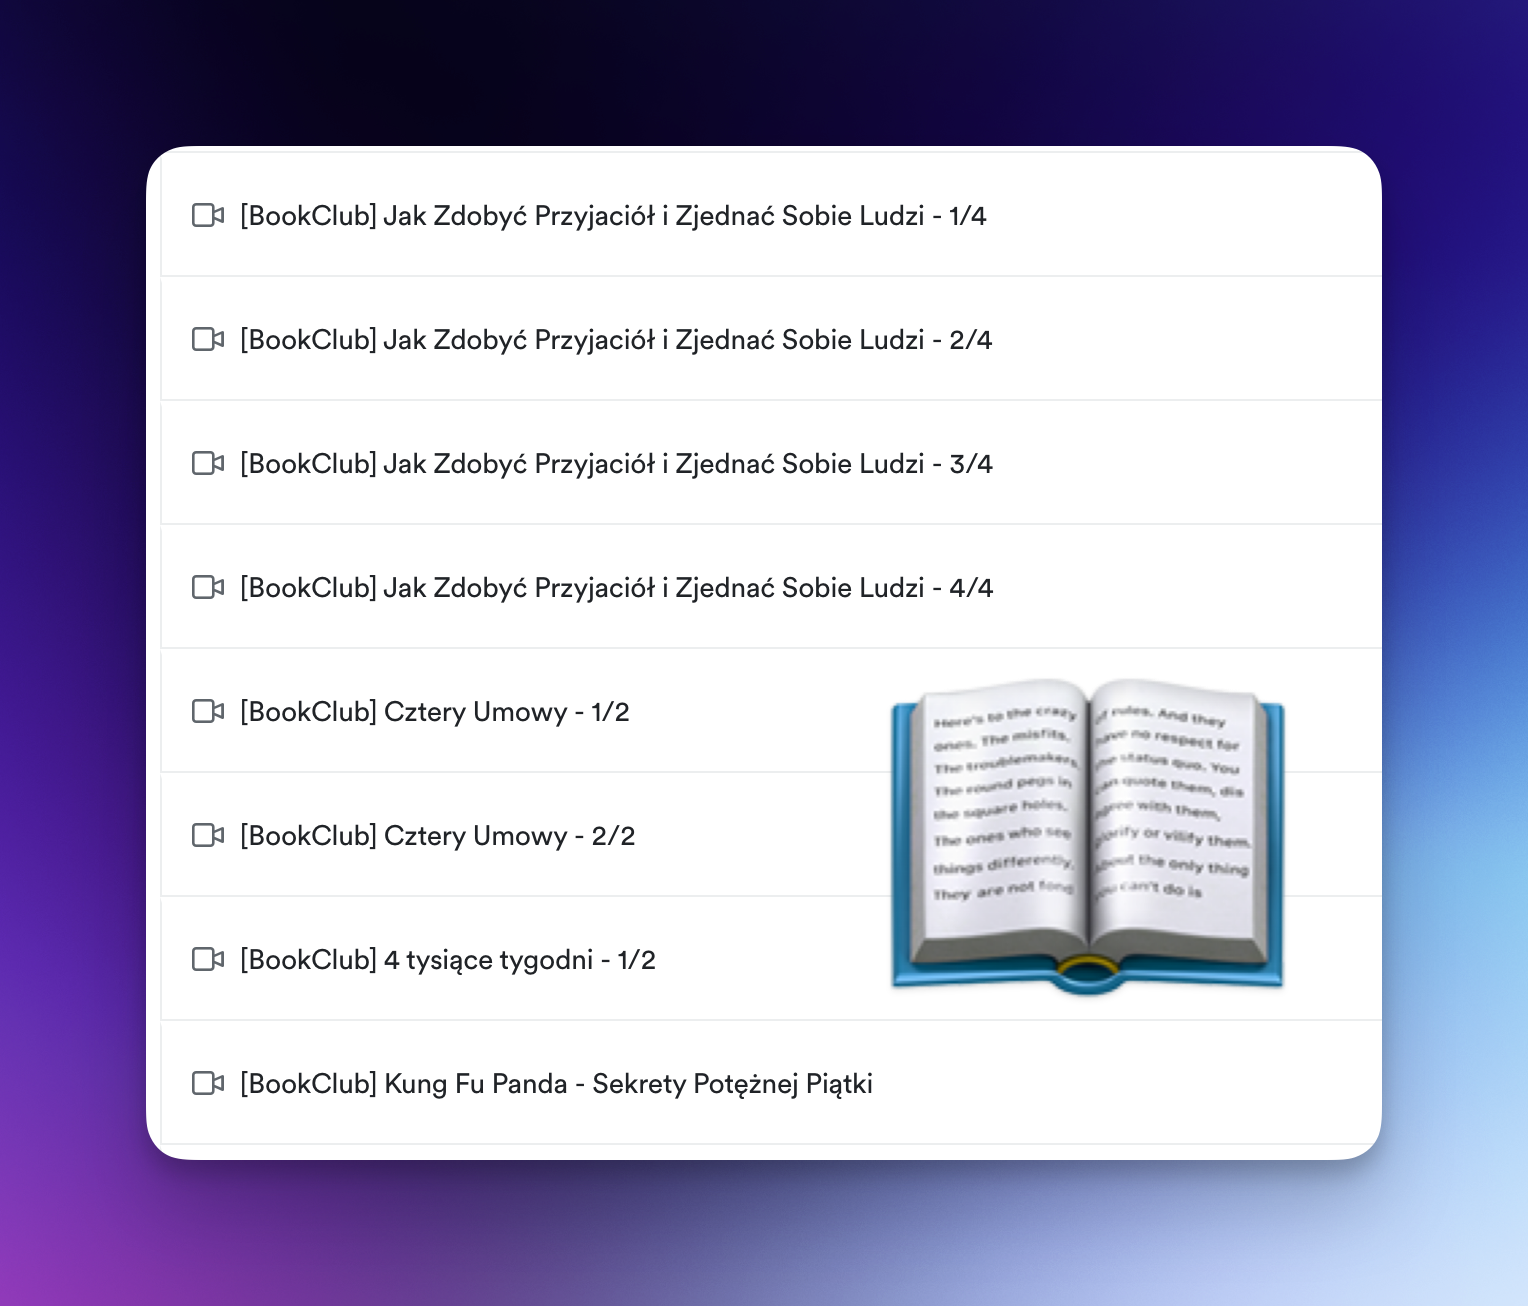 [BookClub] Jak Zdobyć Przyjaciół i Zjednać Sobie Ludzi - 1/4
[BookClub] Jak Zdobyć Przyjaciół i Zjednać Sobie Ludzi - 2/4
[BookClub] Jak Zdobyć Przyjaciół i Zjednać Sobie Ludzi - 3/4
[BookClub] Jak Zdobyć Przyjaciół i Zjednać Sobie Ludzi - 4/4
[BookClub] Cztery Umowy - 1/2
[BookClub] Cztery Umowy - 2/2
[BookClub] 4 tysiące tygodni - 1/2
[BookClub] Kung Fu Panda - Sekrety Potężnej Piątki
Here's to the crazy
ones. The misfits.
The troublemakers.
The round pegs in
the square holes.
The ones who see
things differently.
They are not fond
of rules. And they
have no respect for
the status quo. You
can quote them, dis
agree with them,
glorify or vilify them.
About the only thing
you can't do is